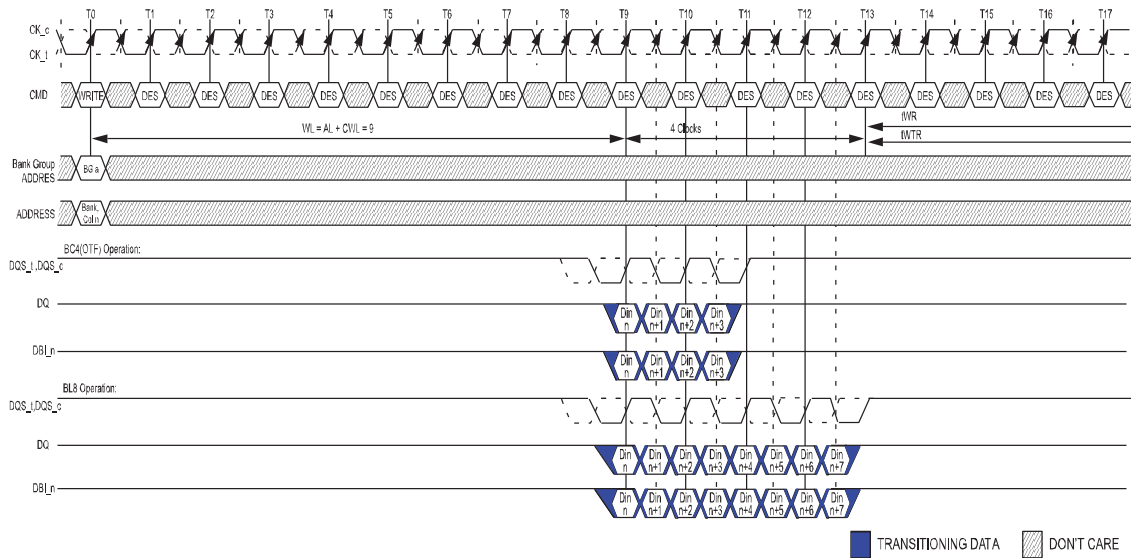 T0 T1 T2 T3 T4 T5 T6 T7 T8 T9 T10 T11 T12 T13 T14 T15 T16 T17
CK_c
CK_t
CMD WRITE DES DES DES DES DES DES DES DES DES DES DES DES DES DES DES DES DES
WL = AL + CWL = 9 4 Clocks tWR
tWTR
Bank Group
ADDRES BG a
ADDRESS Bank,
Col n
BC4(OTF) Operation:
DQS_t ,DQS_c
DQ Din n Din n+1 Din n+2 Din n+3
DBI_n Din n Din n+1 Din n+2 Din n+3
BL8 Operation:
DQS_t,DQS_c
DQ Din n Din n+1 Din n+2 Din n+3 Din n+4 Din n+5 Din n+6 Din n+7
DBI_n Din n Din n+1 Din n+2 Din n+3 Din n+4 Din n+5 Din n+6 Din n+7
TRANSITIONING DATA DON'T CARE